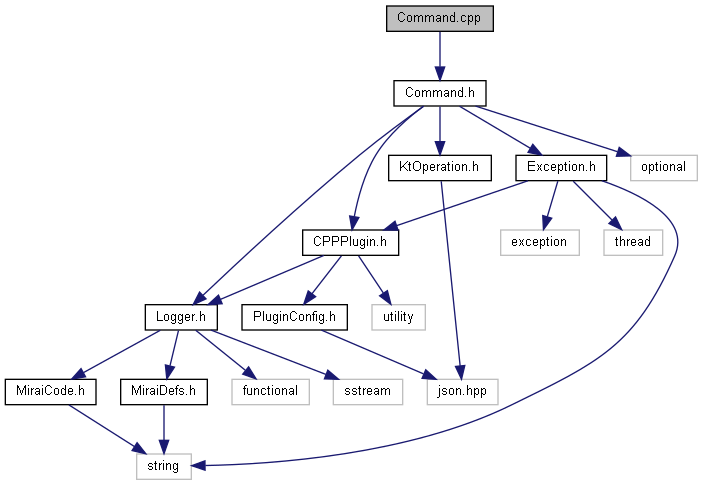 Command.cpp
Command.h
KtOperation.h
Exception.h
optional
CPPPlugin.h
exception
thread
Logger.h
PluginConfig.h
utility
MiraiCode.h
MiraiDefs.h
functional
sstream
json.hpp
string